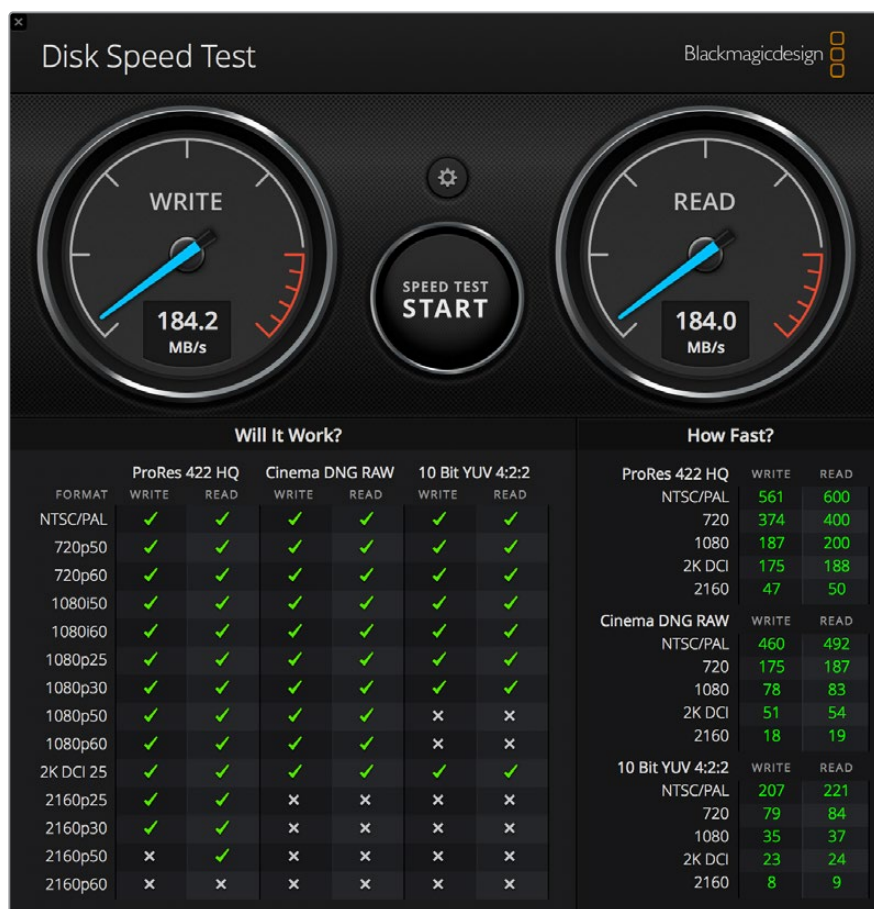 Disk Speed Test
Blackmagicdesign
WRITE
184.2
MB/s
SPEED TEST
START
READ
184.0
MB/s
Will It Work?
ProRes 422 HQ Cinema DNG RAW 10 Bit YUV 4:2:2
FORMAT WRITE READ WRITE READ WRITE READ
NTSC/PAL ✓ ✓ ✓ ✓ ✓ ✓
720p50 ✓ ✓ ✓ ✓ ✓ ✓
720p60 ✓ ✓ ✓ ✓ ✓ ✓
1080i50 ✓ ✓ ✓ ✓ ✓ ✓
1080i60 ✓ ✓ ✓ ✓ ✓ ✓
1080p25 ✓ ✓ ✓ ✓ ✓ ✓
1080p30 ✓ ✓ ✓ ✓ ✓ ✓
1080p50 ✓ ✓ ✓ ✓ × ×
1080p60 ✓ ✓ ✓ ✓ × ×
2K DCI 25 ✓ ✓ ✓ ✓ ✓ ✓
2160p25 ✓ ✓ × × × ×
2160p30 ✓ ✓ × × × ×
2160p50 × ✓ × × × ×
2160p60 × × × × × ×
How Fast?
ProRes 422 HQ WRITE READ
NTSC/PAL 561 600
720 374 400
1080 187 200
2K DCI 175 188
2160 47 50
Cinema DNG RAW WRITE READ
NTSC/PAL 460 492
720 175 187
1080 78 83
2K DCI 51 54
2160 18 19
10 Bit YUV 4:2:2 WRITE READ
NTSC/PAL 207 221
720 79 84
1080 35 37
2K DCI 23 24
2160 8 9